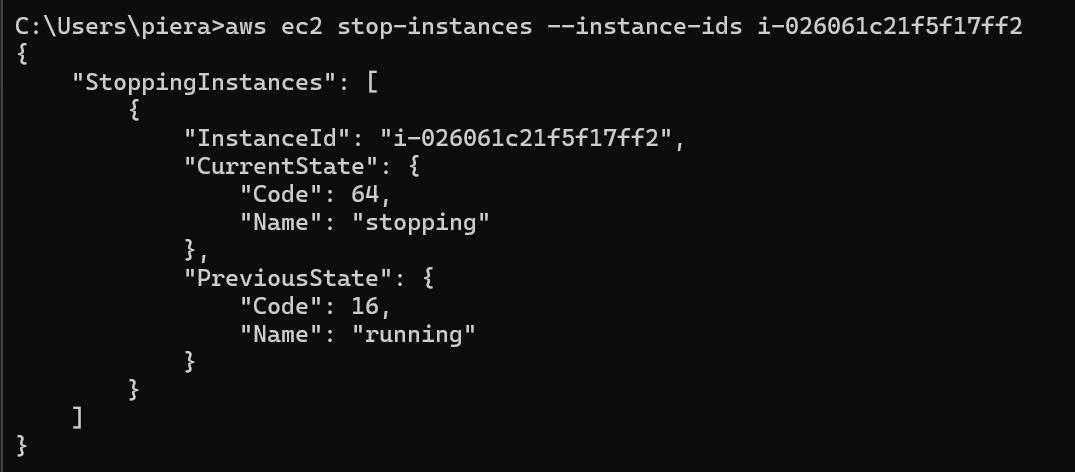 C:\Users\piera>aws ec2 stop-instances --instance-ids i-026061c21f5f17ff2
{
    "StoppingInstances": [
        {
            "InstanceId": "i-026061c21f5f17ff2",
            "CurrentState": {
                "Code": 64,
                "Name": "stopping"
            },
            "PreviousState": {
                "Code": 16,
                "Name": "running"
            }
        }
    ]
}